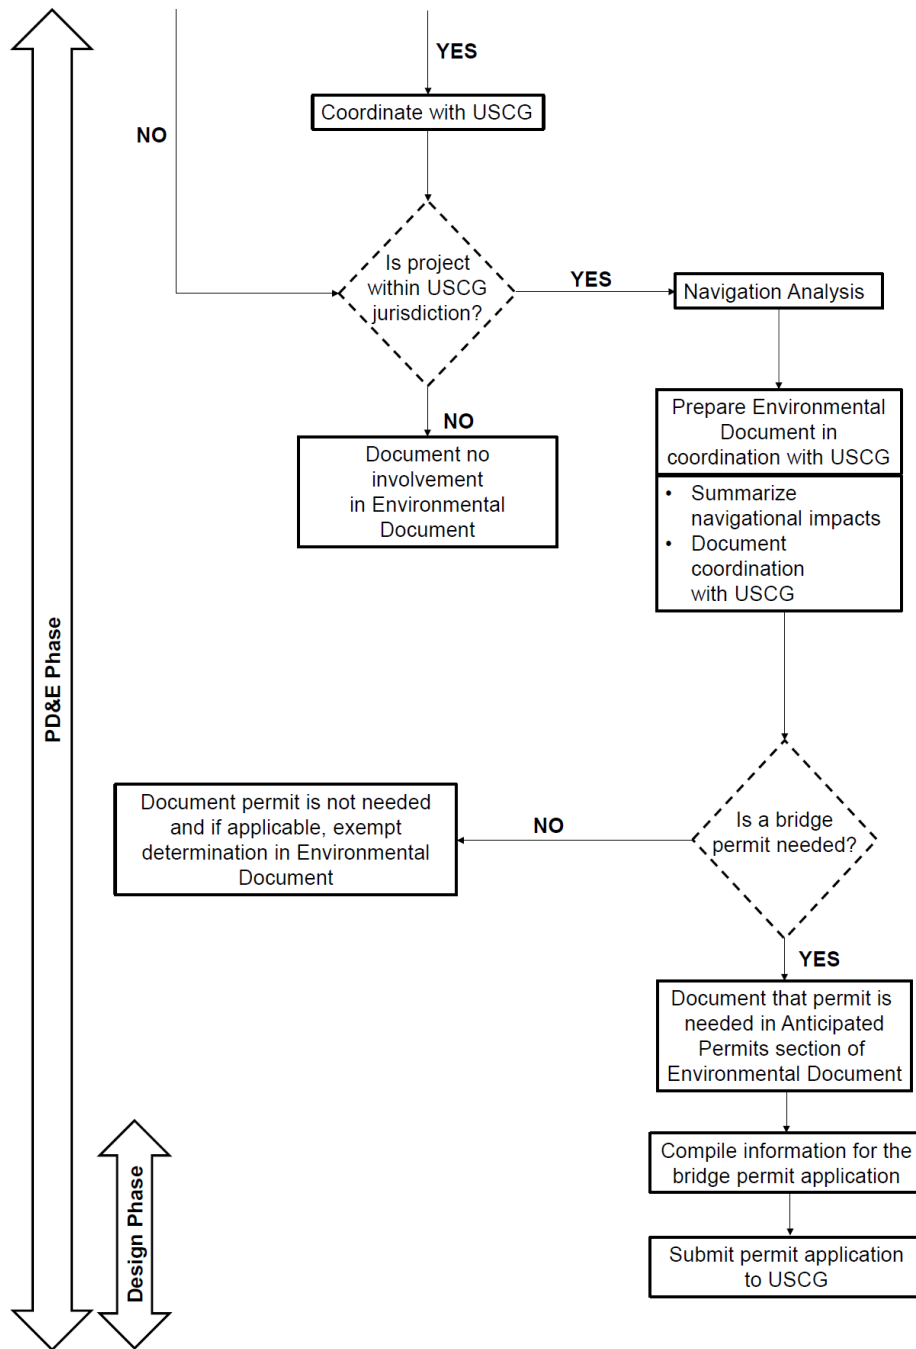 YES
Coordinate with USCG
NO
Is project
within USCG
jurisdiction?
YES
Navigation Analysis
NO
Document no
involvement
in Environmental
Document
Prepare Environmental
Document in
coordination with USCG
• Summarize
navigational impacts
• Document
coordination
with USCG
PD&E Phase
Is a bridge
permit needed?
NO
Document permit is not needed
and if applicable, exempt
determination in Environmental
Document
YES
Document that permit is
needed in Anticipated
Permits section of
Environmental Document
Compile information for the
bridge permit application
Design Phase
Submit permit application
to USCG